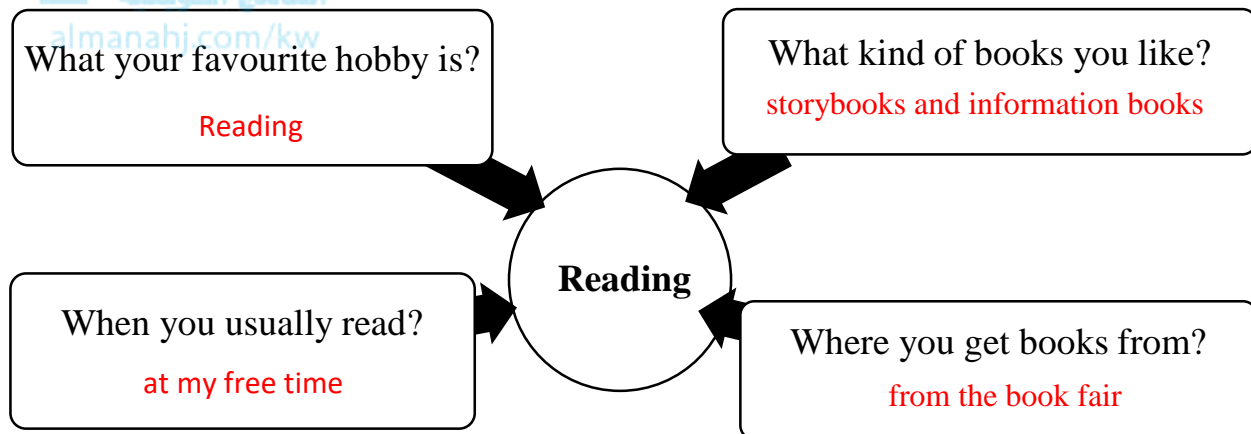 almanahj.com/kw
What your favourite hobby is?
Reading
What kind of books you like?
storybooks and information books
Reading
When you usually read?
at my free time
Where you get books from?
from the book fair